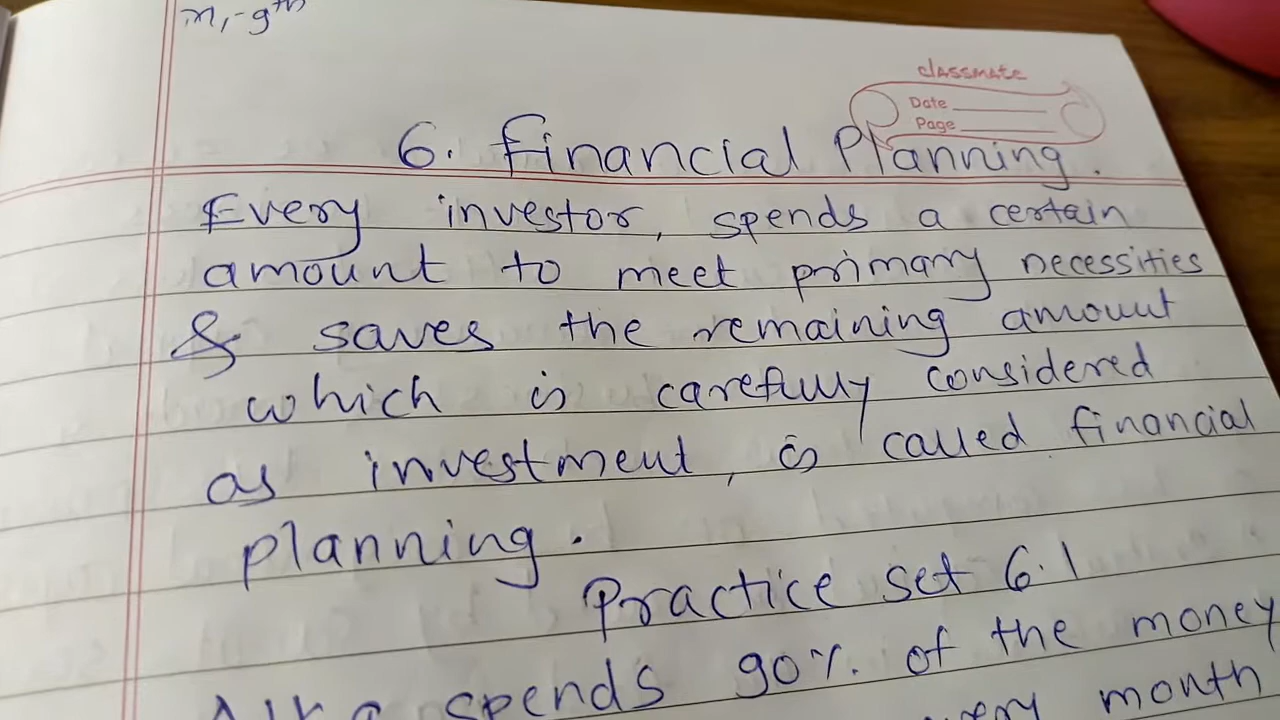 m,-9th
classmate
Date
Page
6. Financial Planning.
Every investor, spends a certain
amount to meet primary necessities
& saves the remaining amount
which is carefully considered
as investment, is called financial
planning.
Practice set 6.1
spends 90%. of the money
month